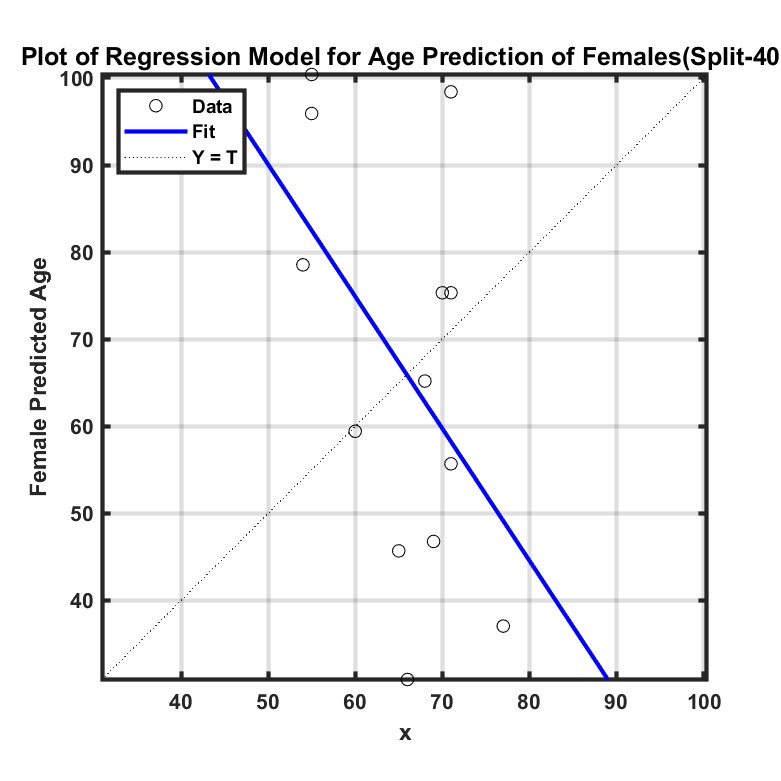 Plot of Regression Model for Age Prediction of Females(Split-40
100
90
80
70
60
50
40
Female Predicted Age
Data
Fit
Y = T
40 50 60 70 80 90 100
x